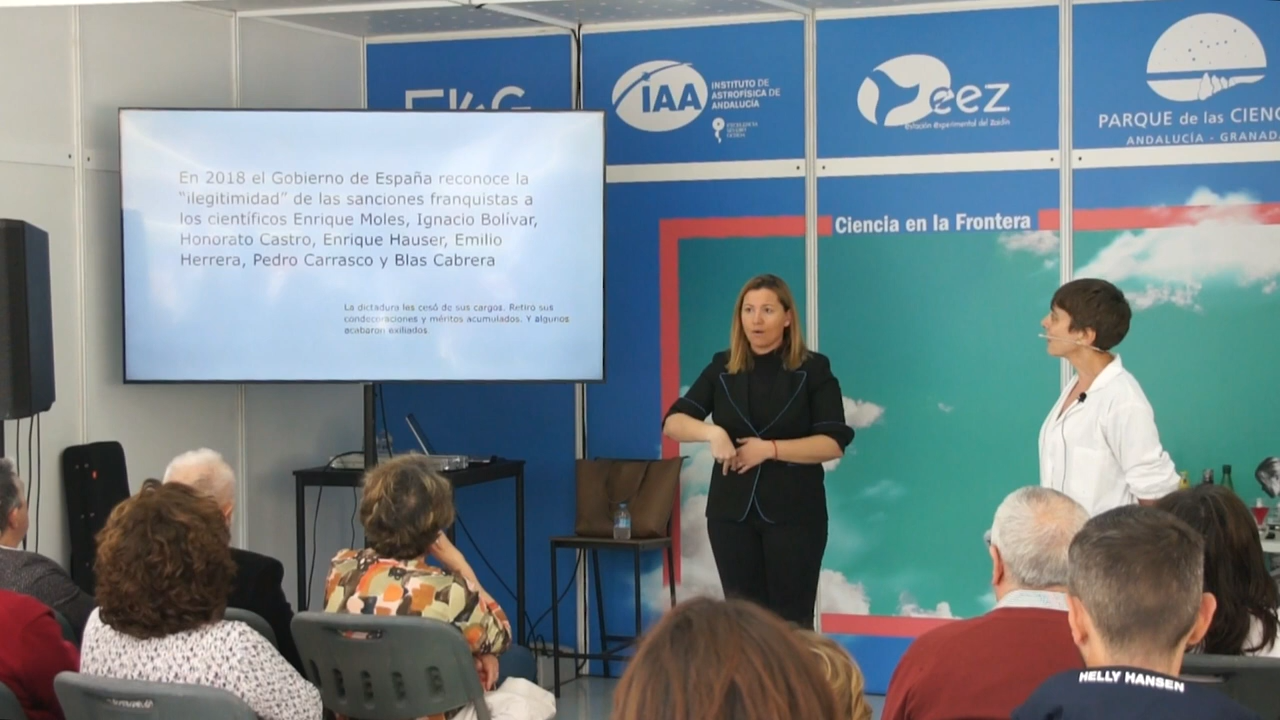 En 2018 el Gobierno de España reconoce la
“ilegitimidad” de las sanciones franquistas a
los científicos Enrique Moles, Ignacio Bolívar,
Honorato Castro, Enrique Hauser, Emilio
Herrera, Pedro Carrasco y Blas Cabrera
La dictadura les cesó de sus cargos. Retiró sus
condecoraciones y méritos acumulados. Y algunos
acabaron exiliados.
IAA
INSTITUTO DE
ASTROFÍSICA DE
ANDALUCÍA
EXCELENCIA
SEVERO
OCHOA
eez
Estación Experimental del Zaidín
PARQUE de las CIENC
ANDALUCÍA - GRANADA
Ciencia en la Frontera
HELLY HANSEN